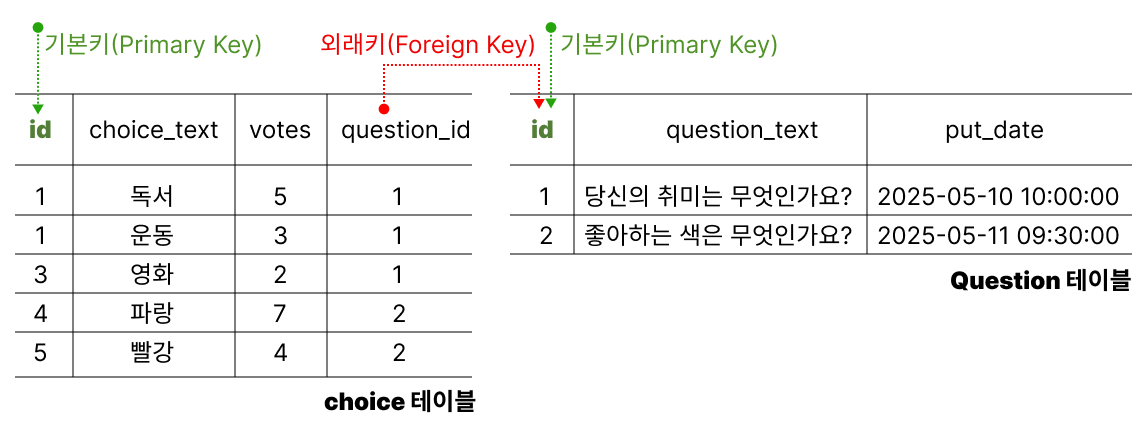 기본키(Primary Key)
외래키(Foreign Key)
기본키(Primary Key)
id choice_text votes question_id
1 독서 5 1
1 운동 3 1
3 영화 2 1
4 파랑 7 2
5 빨강 4 2
choice 테이블
id question_text put_date
1 당신의 취미는 무엇인가요? 2025-05-10 10:00:00
2 좋아하는 색은 무엇인가요? 2025-05-11 09:30:00
Question 테이블